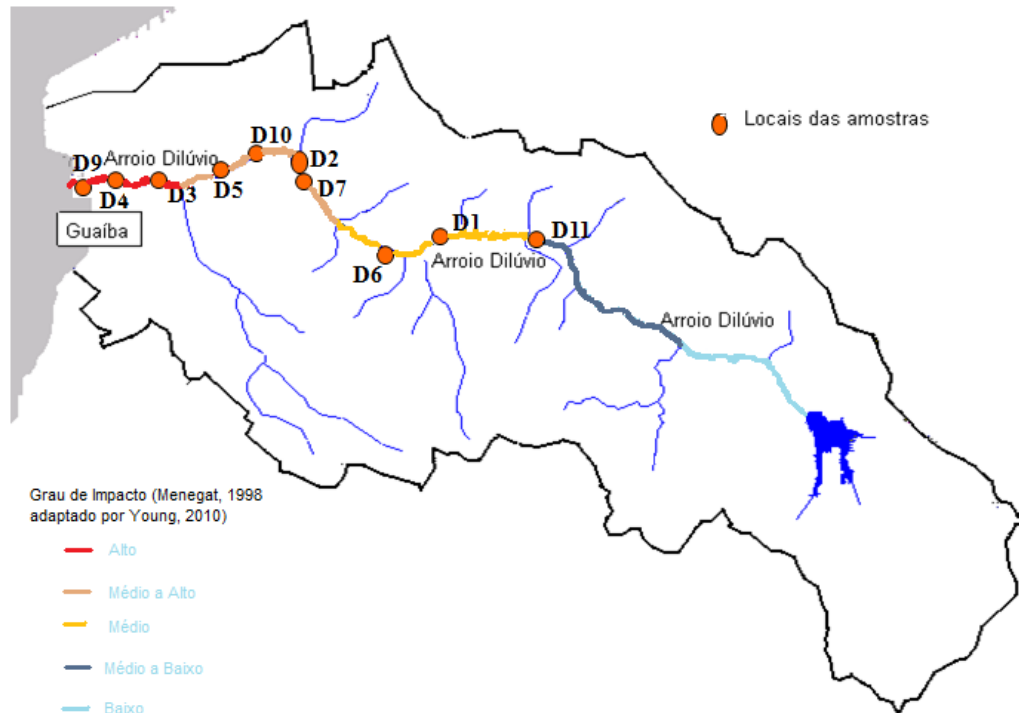 Locais das amostras
D10
D9
Arroio Dilúvio
D2
D5
D7
D4
D3
Guaíba
D1
D11
D6
Arroio Dilúvio
Arroio Dilúvio
Grau de Impacto (Menegat, 1998
adaptado por Young, 2010)
Alto
Médio a Alto
Médio
Médio a Baixo
Baixo